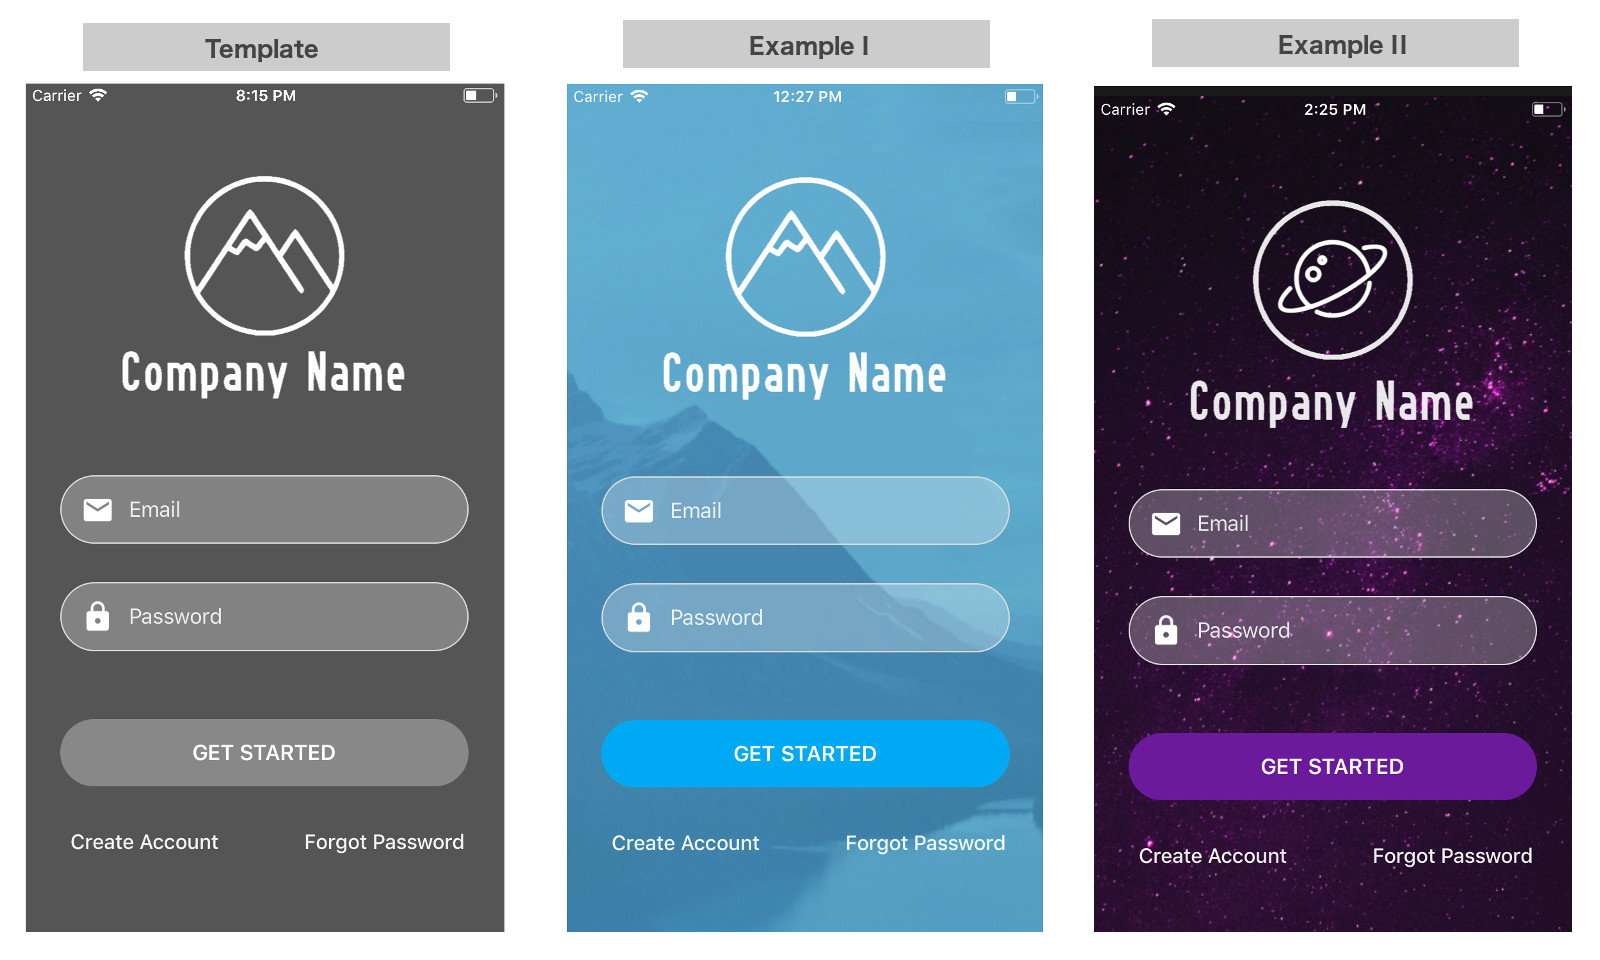 Template
Carrier 8:15 PM
Company Name
Email
Password
GET STARTED
Create Account Forgot Password
Example I
Carrier 12:27 PM
Company Name
Email
Password
GET STARTED
Create Account Forgot Password
Example II
Carrier 2:25 PM
Company Name
Email
Password
GET STARTED
Create Account Forgot Password